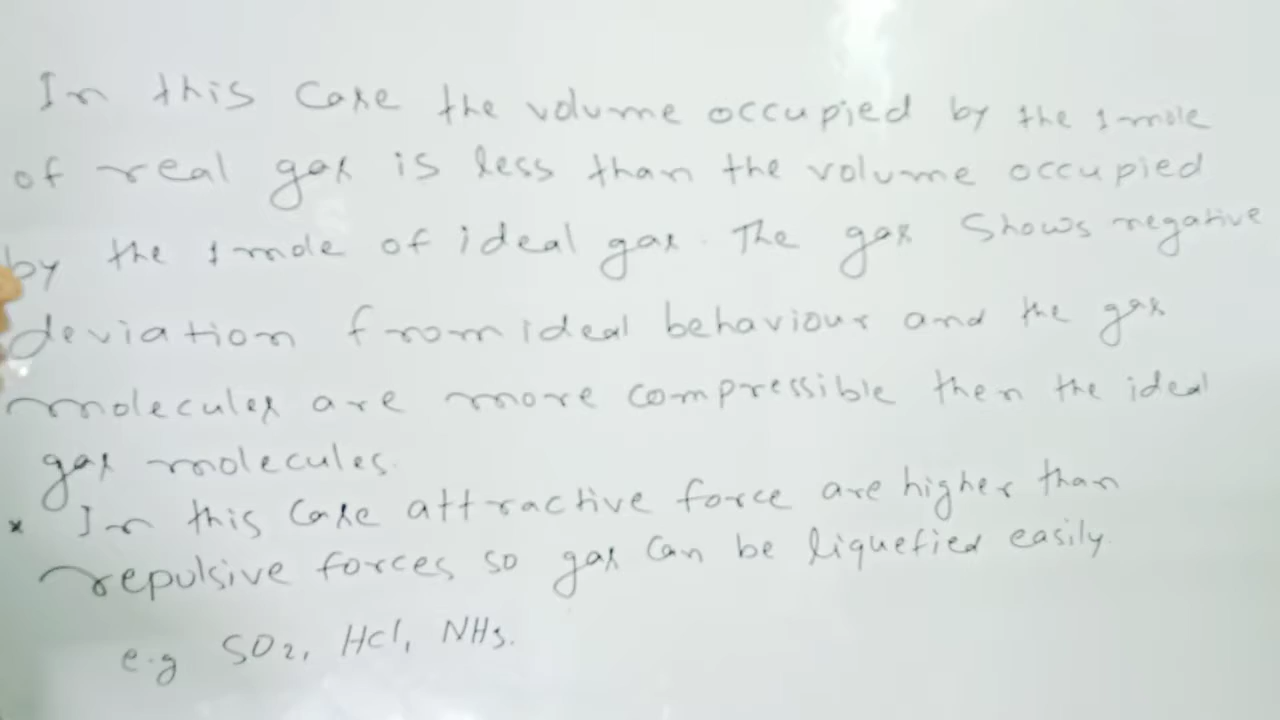 In this case the volume occupied by the 1 mole
of real gas is less than the volume occupied
by the 1 mole of ideal gas. The gas shows negative
deviation from ideal behaviour and the gas
molecules are more compressible then the ideal
gas molecules.
* In this case attractive force are higher than
repulsive forces so gas can be liquefied easily.
e.g SO2, HCl, NH3.